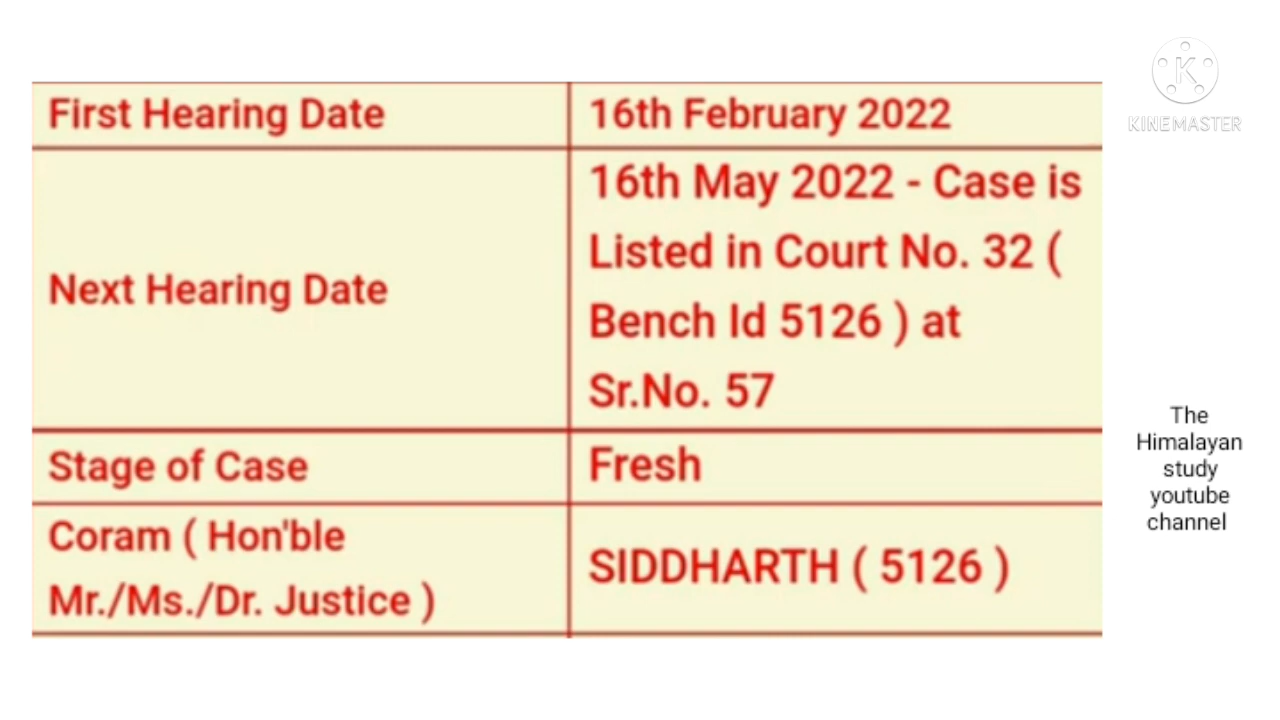 First Hearing Date
16th February 2022
Next Hearing Date
16th May 2022 - Case is
Listed in Court No. 32 (
Bench Id 5126 ) at
Sr.No. 57
Stage of Case
Fresh
Coram ( Hon'ble
Mr./Ms./Dr. Justice )
SIDDHARTH ( 5126 )
K
KINEMASTER
The
Himalayan
study
youtube
channel